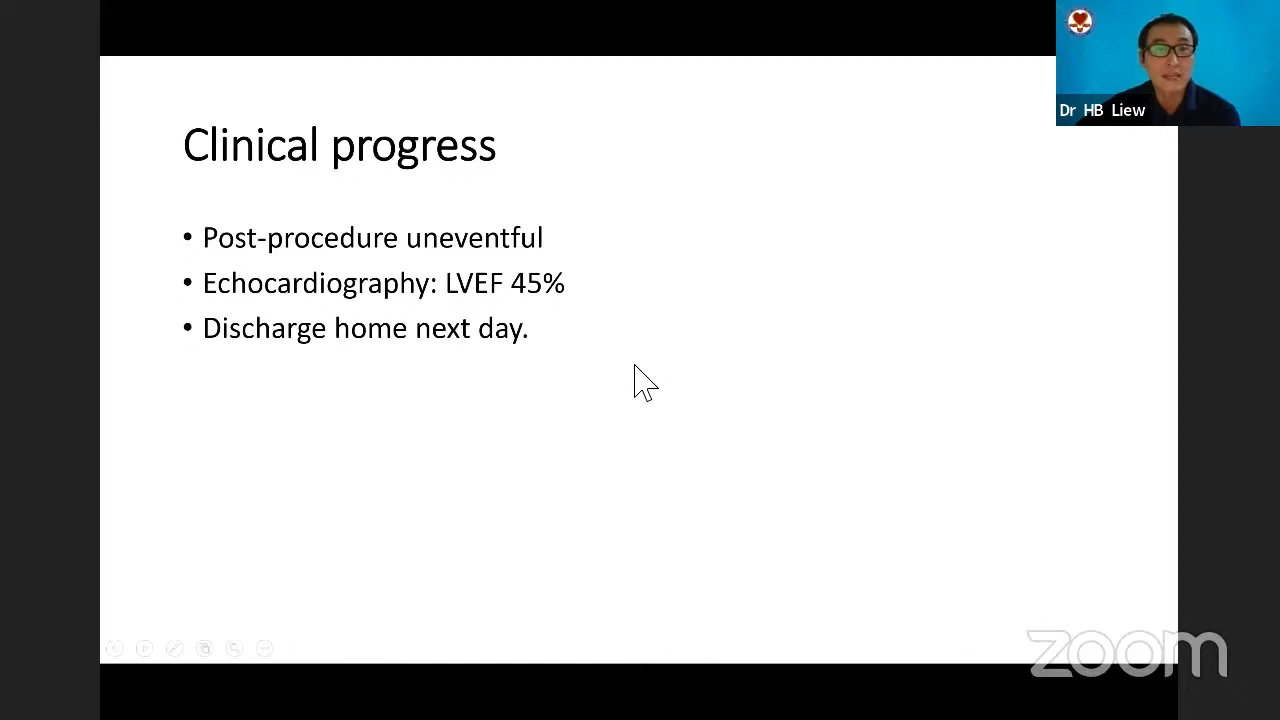 Dr HB Liew
Clinical progress
• Post-procedure uneventful
• Echocardiography: LVEF 45%
• Discharge home next day.
zoom